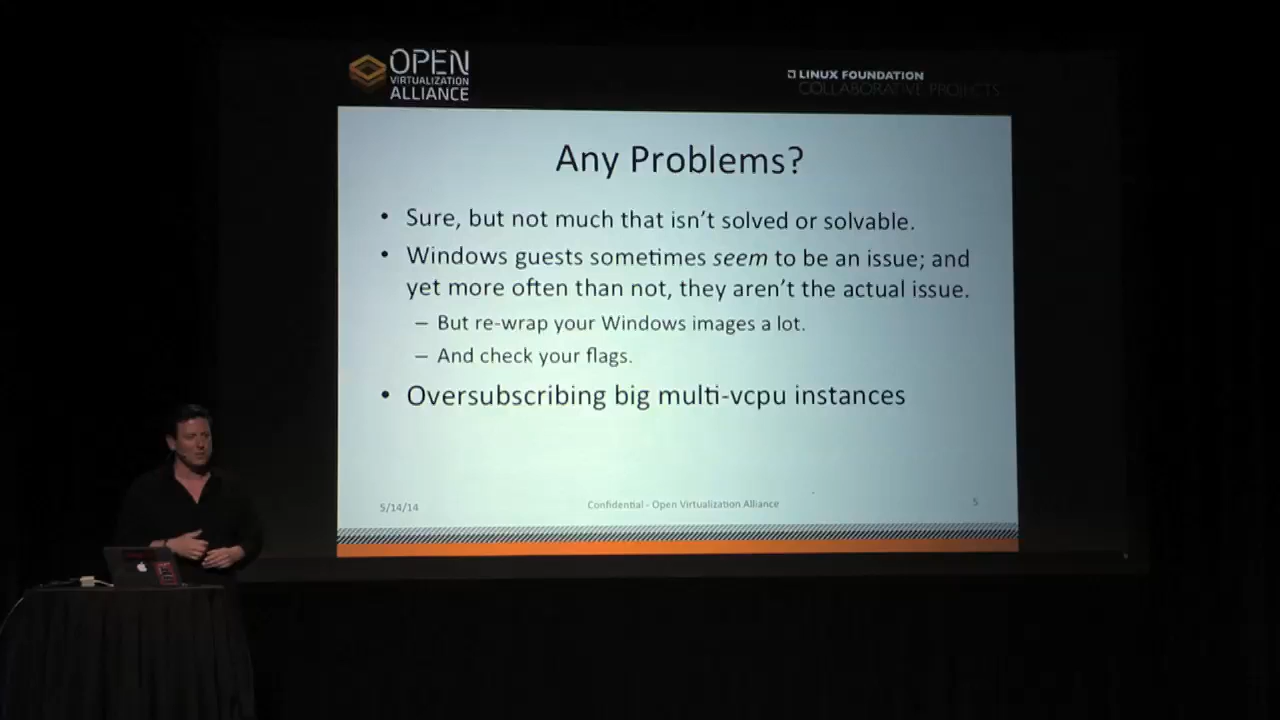 OPEN
VIRTUALIZATION
ALLIANCE
LINUX FOUNDATION
COLLABORATIVE PROJECTS
Any Problems?
• Sure, but not much that isn't solved or solvable.
• Windows guests sometimes seem to be an issue; and
yet more often than not, they aren't the actual issue.
– But re-wrap your Windows images a lot.
– And check your flags.
• Oversubscribing big multi-vcpu instances
5/14/14
Confidential - Open Virtualization Alliance
5